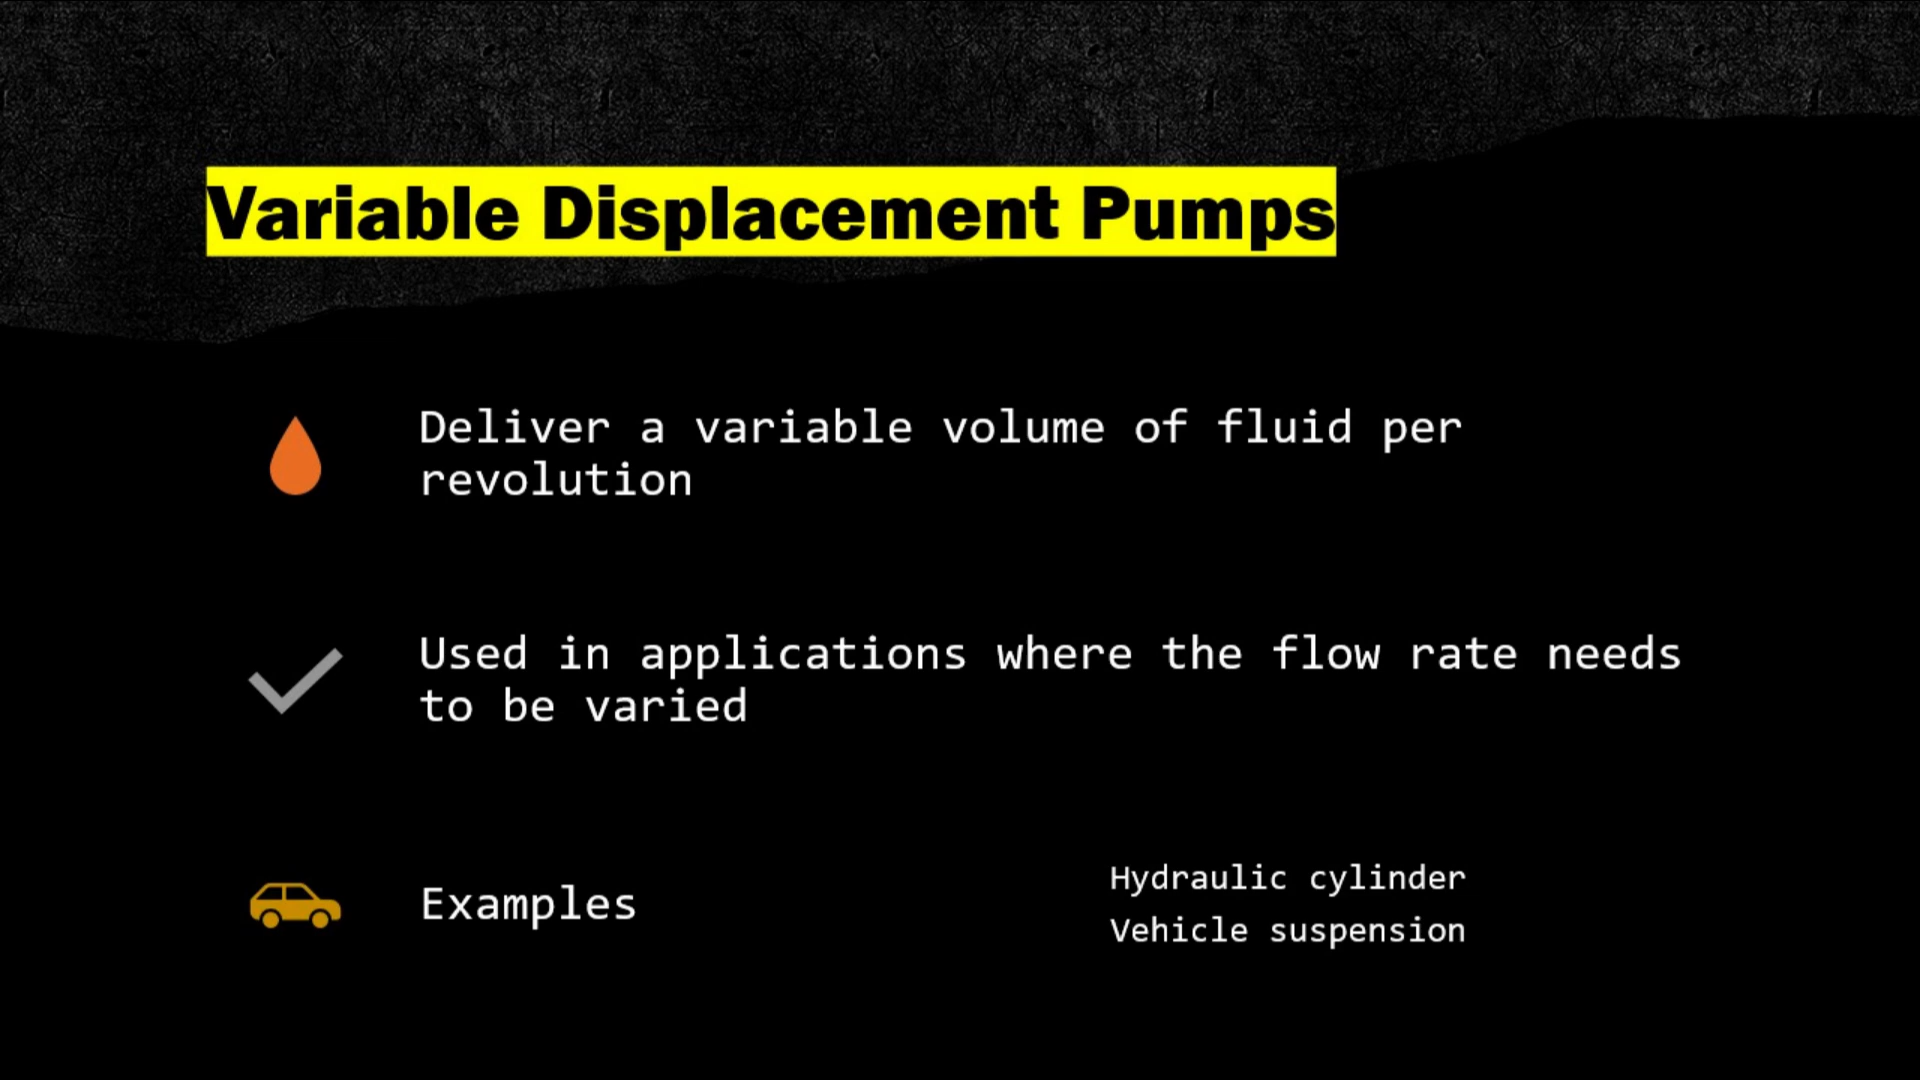 Variable Displacement Pumps
Deliver a variable volume of fluid per
revolution
Used in applications where the flow rate needs
to be varied
Examples
Hydraulic cylinder
Vehicle suspension